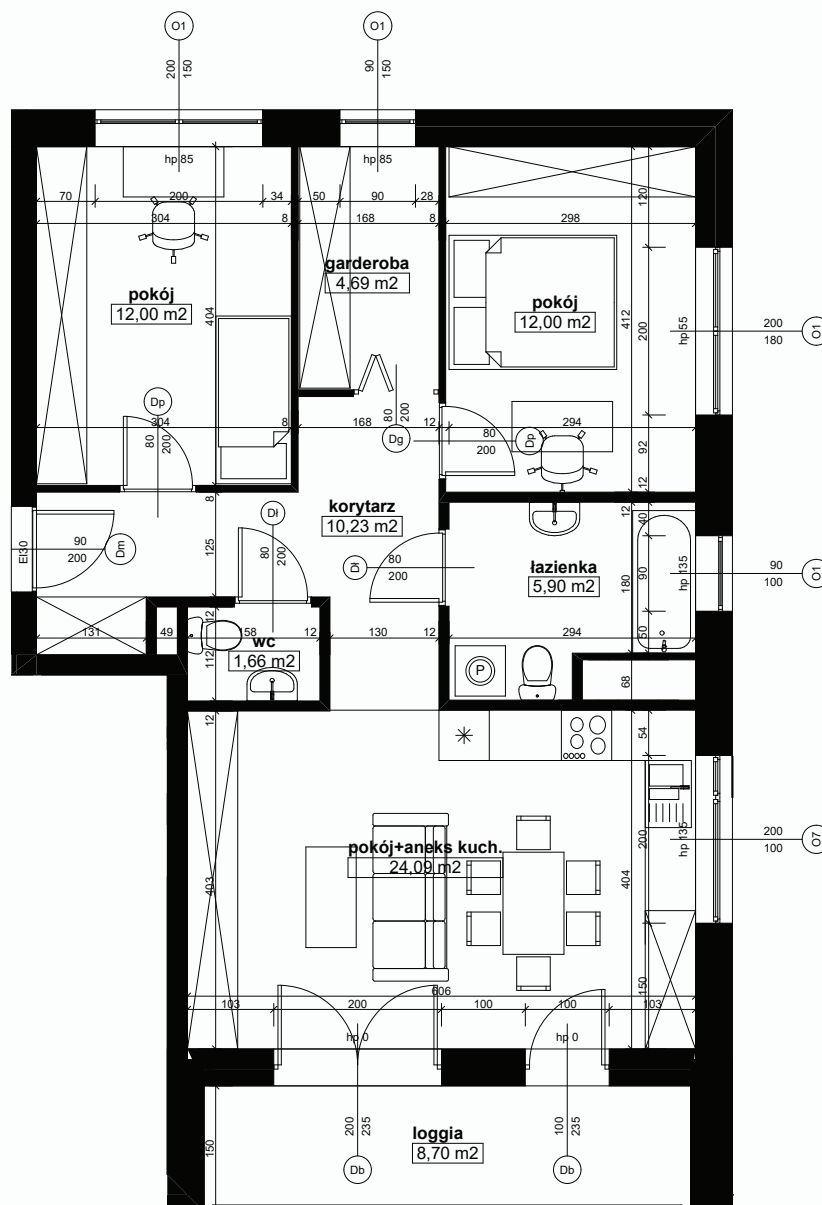 O1
O1
200
150
90
150
hp 85
hp 85
70
200
34
50
90
28
120
304
8
168
8
298
garderoba
4,69 m2
pokój
12,00 m2
pokój
12,00 m2
404
412
200
hp 55
200
180
O1
Dp
304
8
168
12
294
80
200
80
200
Dg
80
200
Dp
92
12
8
korytarz
10,23 m2
Dł
12
40
EI30
90
200
Dm
125
80
200
Dł
80
200
łazienka
5,90 m2
180
90
hp 135
90
100
O1
12
131
49
158
12
130
12
294
50
wc
1,66 m2
112
P
68
12
54
pokój+aneks kuch.
24,09 m2
403
404
200
hp 135
200
100
O7
150
606
103
200
100
100
103
hp 0
hp 0
200
235
100
235
loggia
8,70 m2
150
Db
Db